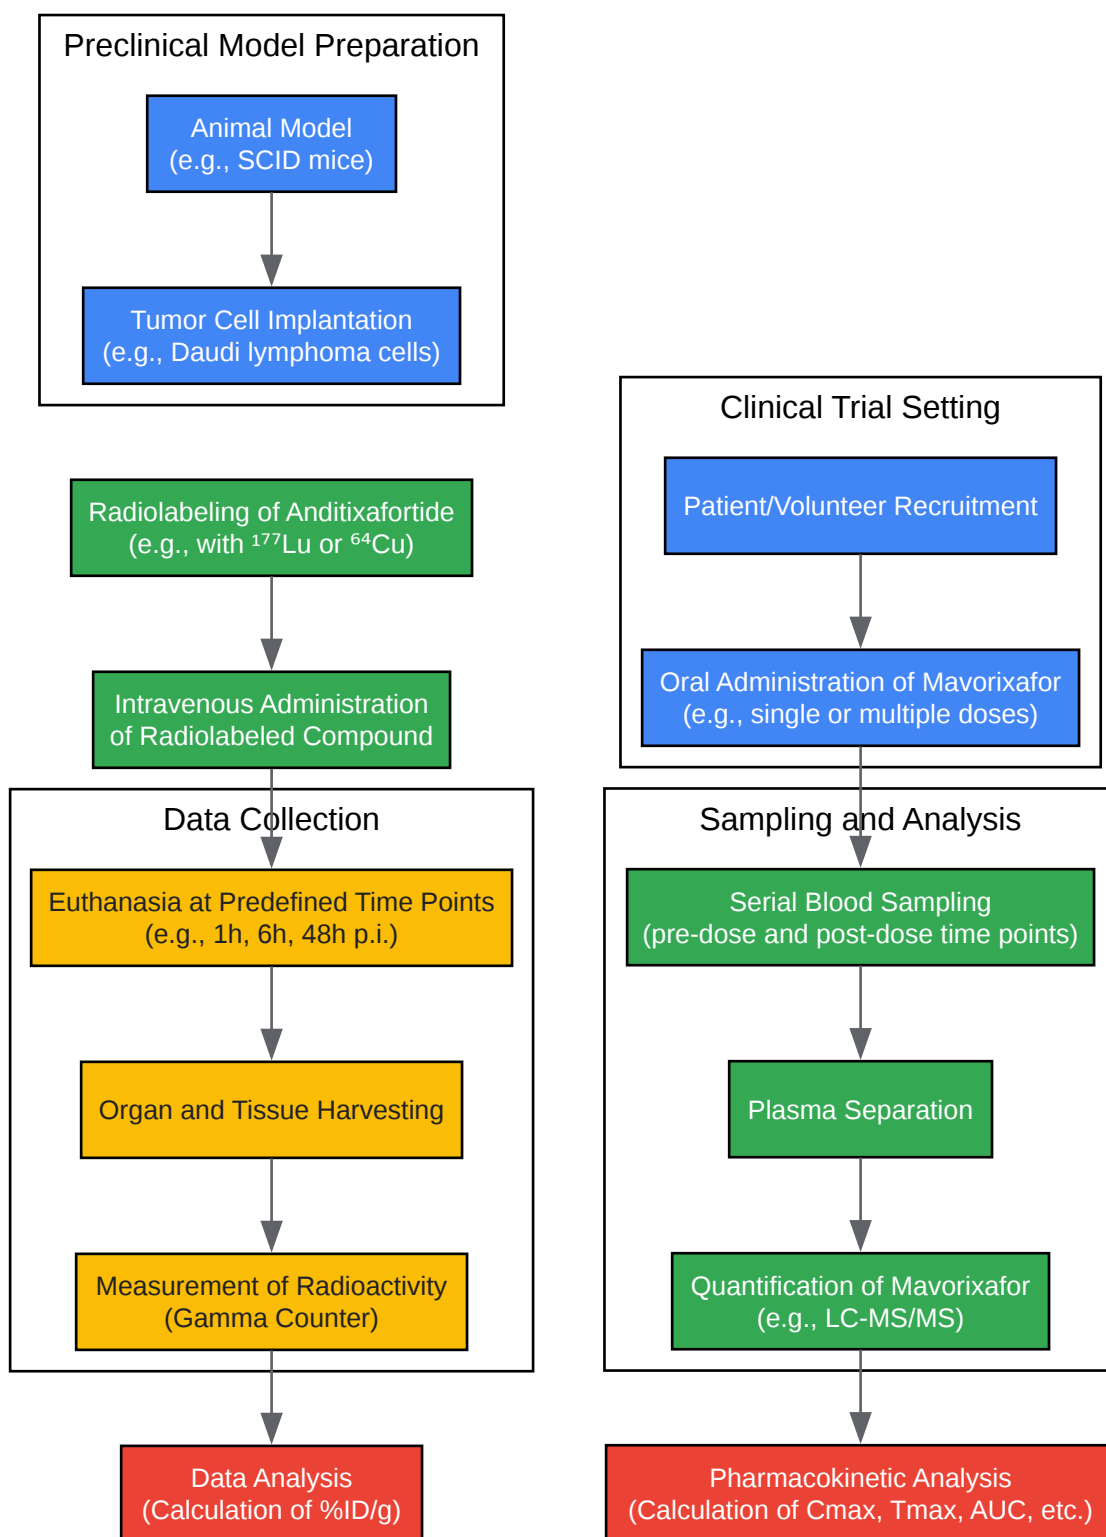 Preclinical Model Preparation
Animal Model
(e.g., SCID mice)
Tumor Cell Implantation
(e.g., Daudi lymphoma cells)
Radiolabeling of Anditixafortide
(e.g., with ¹⁷⁷Lu or ⁶⁴Cu)
Intravenous Administration
of Radiolabeled Compound
Data Collection
Euthanasia at Predefined Time Points
(e.g., 1h, 6h, 48h p.i.)
Organ and Tissue Harvesting
Measurement of Radioactivity
(Gamma Counter)
Data Analysis
(Calculation of %ID/g)
Clinical Trial Setting
Patient/Volunteer Recruitment
Oral Administration of Mavorixafor
(e.g., single or multiple doses)
Sampling and Analysis
Serial Blood Sampling
(pre-dose and post-dose time points)
Plasma Separation
Quantification of Mavorixafor
(e.g., LC-MS/MS)
Pharmacokinetic Analysis
(Calculation of Cmax, Tmax, AUC, etc.)